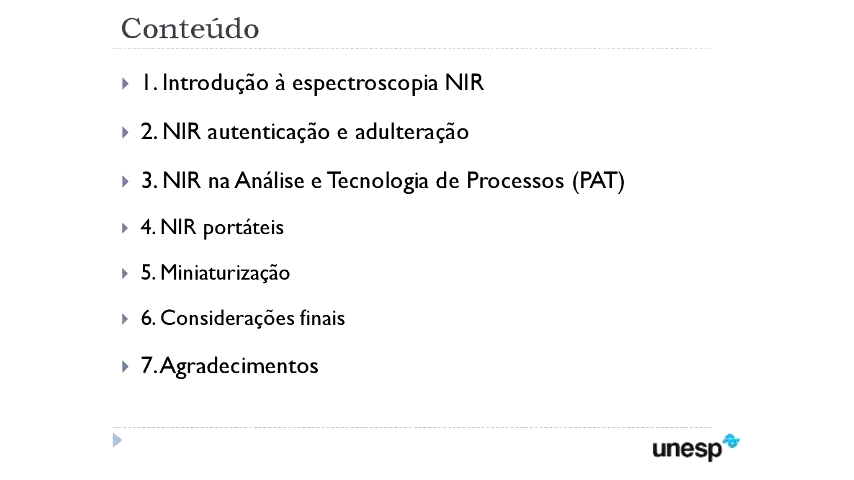 Conteúdo
1. Introdução à espectroscopia NIR
2. NIR autenticação e adulteração
3. NIR na Análise e Tecnologia de Processos (PAT)
4. NIR portáteis
5. Miniaturização
6. Considerações finais
7. Agradecimentos
unesp